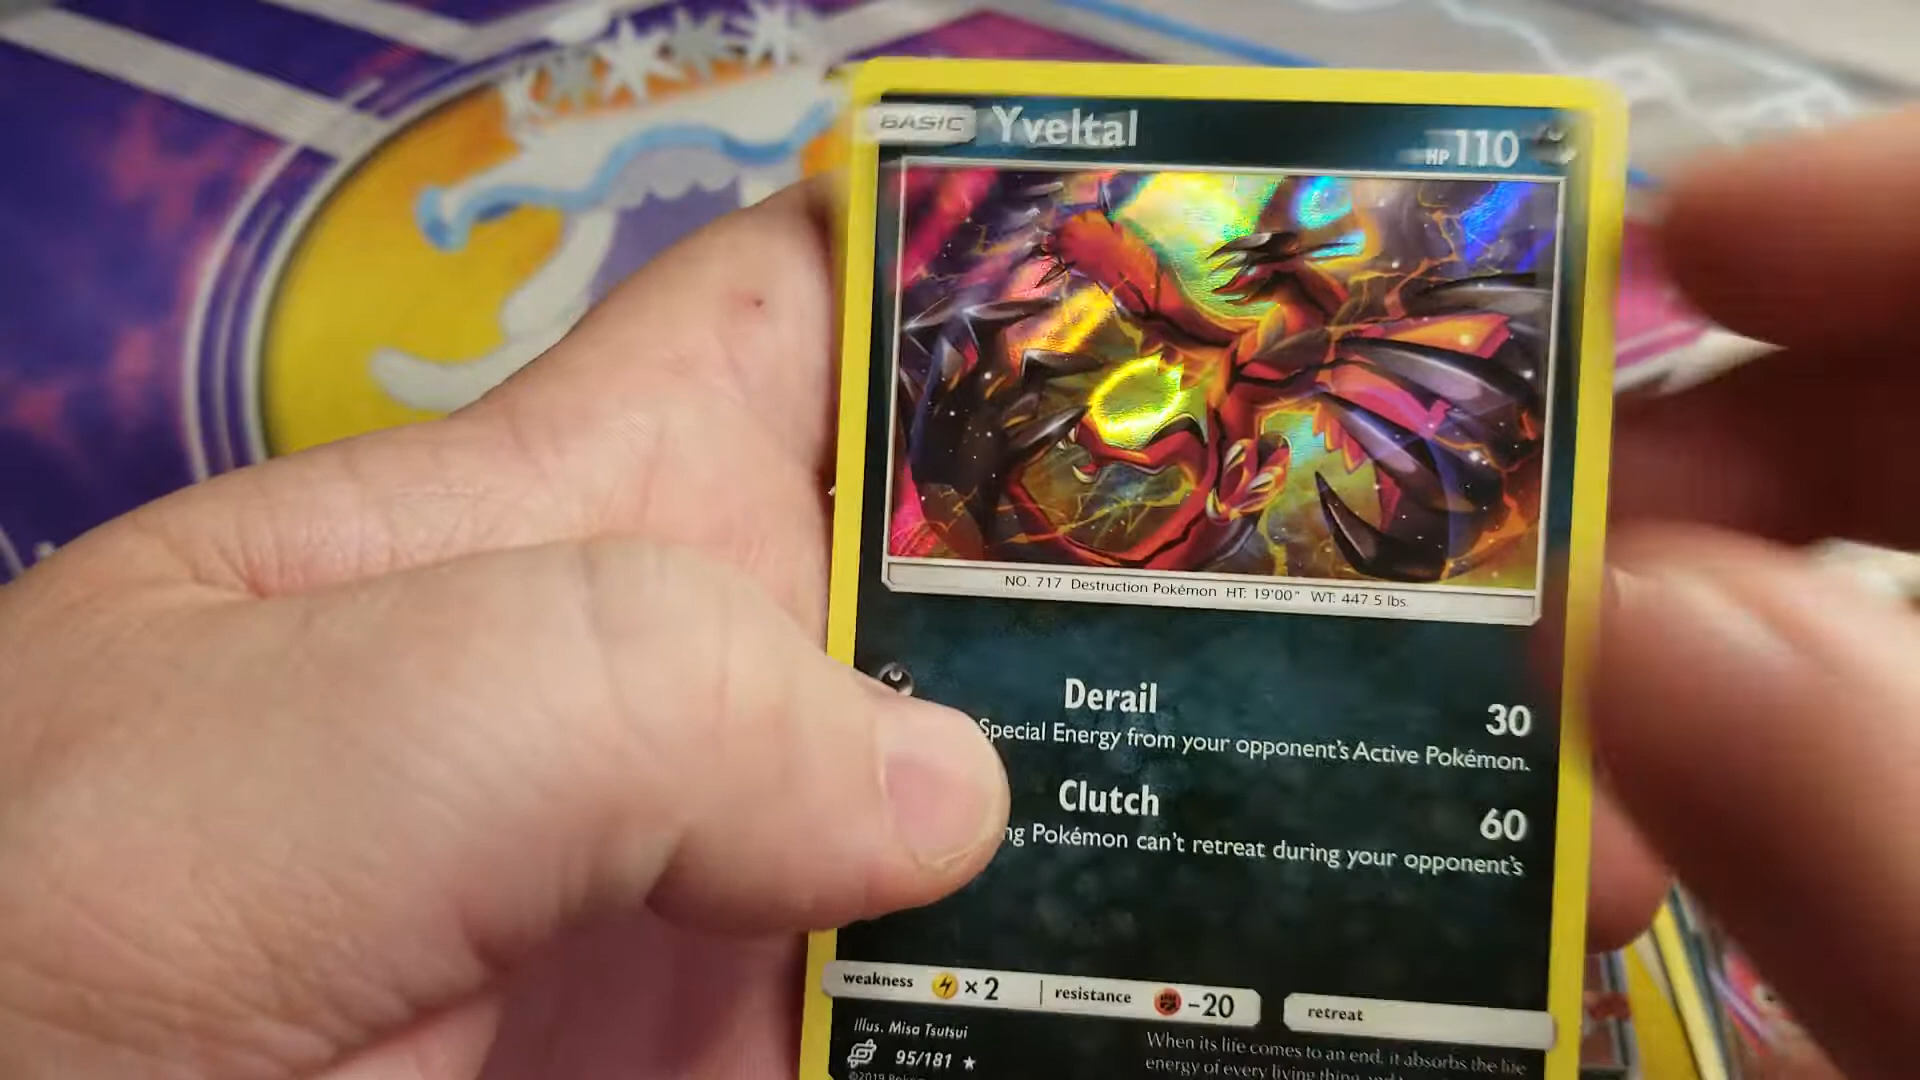 BASIC Yveltal HP 110
NO. 717 Destruction Pokémon HT: 19'00" WT: 447.5 lbs.
Derail 30
Special Energy from your opponent's Active Pokémon.
Clutch 60
Pokémon can't retreat during your opponent's
weakness ×2 resistance -20 retreat
Illus. Misa Tsutsui
95/181
When its life comes to an end, it absorbs the life
energy of every living thing
©2019